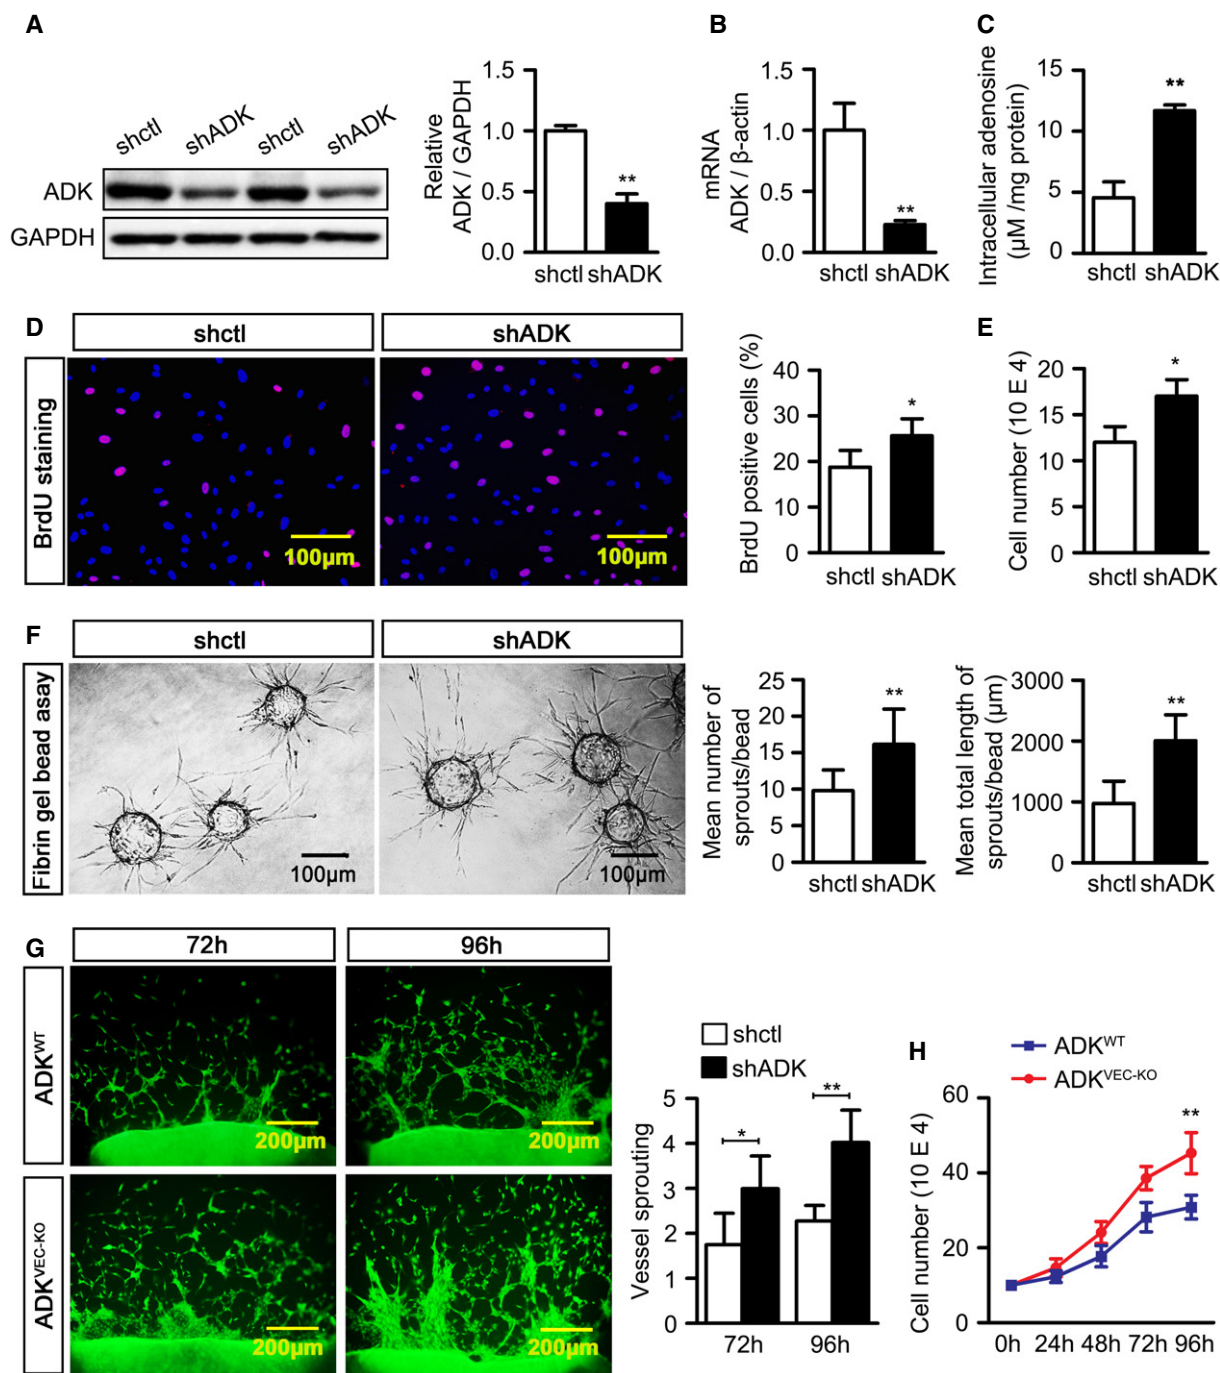 A
shctl
shADK
shctl
shADK
ADK
GAPDH
Relative
ADK / GAPDH
1.5
1.0
0.5
0.0
shctl shADK
**
B
mRNA
ADK / β-actin
1.5
1.0
0.5
0.0
shctl shADK
**
C
Intracellular adenosine
(µM /mg protein)
15
10
5
0
shctl shADK
**
D
shctl
shADK
BrdU staining
100µm
100µm
BrdU positive cells (%)
40
30
20
10
0
shctl shADK
*
E
Cell number (10 E 4)
20
15
10
5
0
shctl shADK
*
F
shctl
shADK
Fibrin gel bead assay
100µm
100µm
Mean number of
sprouts/bead
25
20
15
10
5
0
shctl shADK
**
Mean total length of
sprouts/bead (µm)
3000
2000
1000
0
shctl shADK
**
G
72h
96h
ADK^WT
ADK^VEC-KO
200µm
200µm
200µm
200µm
shctl
shADK
Vessel sprouting
5
4
3
2
1
0
*
**
72h
96h
H
ADK^WT
ADK^VEC-KO
Cell number (10 E 4)
60
40
20
0
**
0h 24h 48h 72h 96h